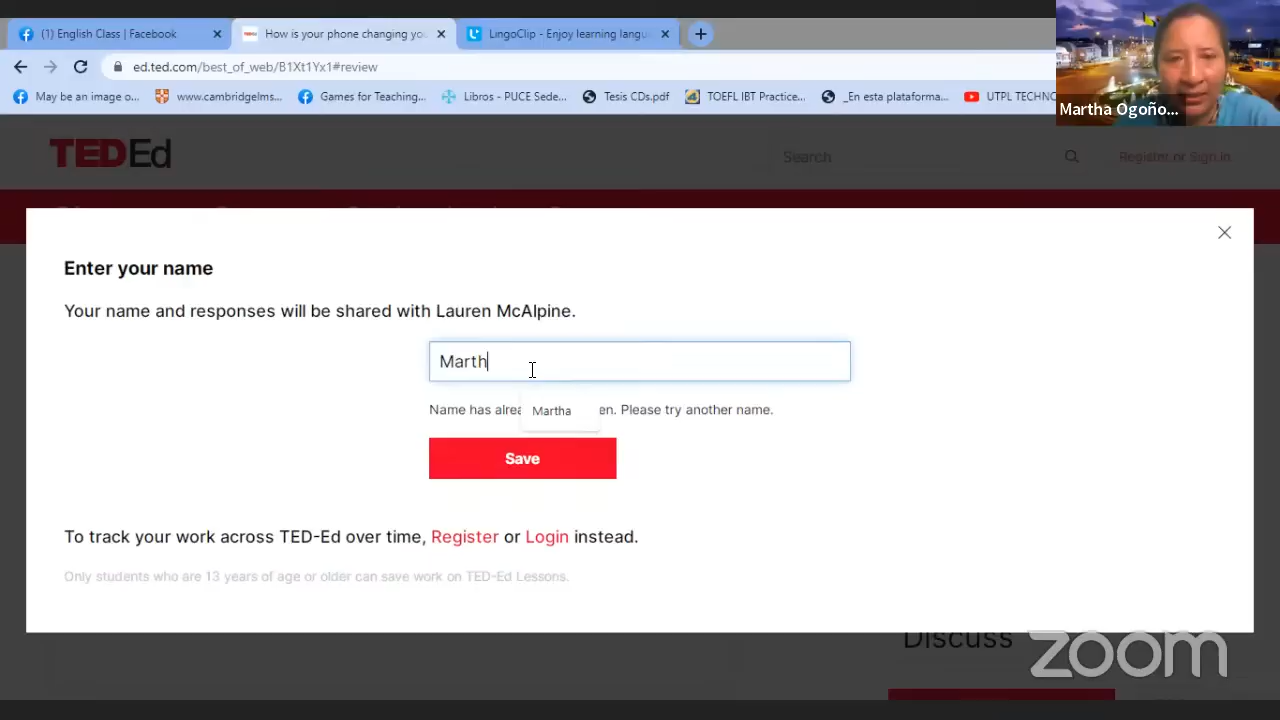 (1) English Class | Facebook
How is your phone changing yo
LingoClip - Enjoy learning langu
ed.ted.com/best_of_web/B1Xt1Yx1#review
May be an image o...
www.cambridgelms...
Games for Teaching...
Libros - PUCE Sede...
Tesis CDs.pdf
TOEFL IBT Practice...
_En esta plataforma...
UTPL TECHNO
Martha Ogoño...
TEDEd
Search
Register or Sign In
Enter your name
Your name and responses will be shared with Lauren McAlpine.
Marth
Name has alrea
Martha
en. Please try another name.
Save
To track your work across TED-Ed over time, Register or Login instead.
Only students who are 13 years of age or older can save work on TED-Ed Lessons.
Discuss
zoom